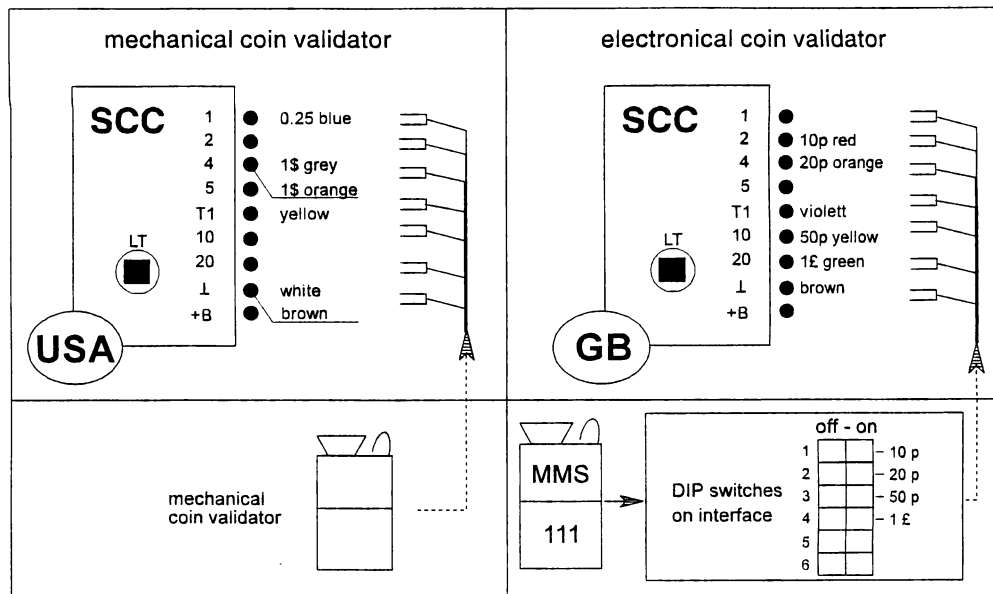 mechanical coin validator
SCC
1 0.25 blue
2
4 1$ grey
5 1$ orange
T1 yellow
10
20
⊥ white
+B brown
LT
USA
electronical coin validator
SCC
1
2 10p red
4 20p orange
5
T1 violett
10 50p yellow
20 1£ green
⊥ brown
+B
LT
GB
mechanical
coin validator
MMS
111
DIP switches
on interface
off - on
1 - 10 p
2 - 20 p
3 - 50 p
4 - 1 £
5
6